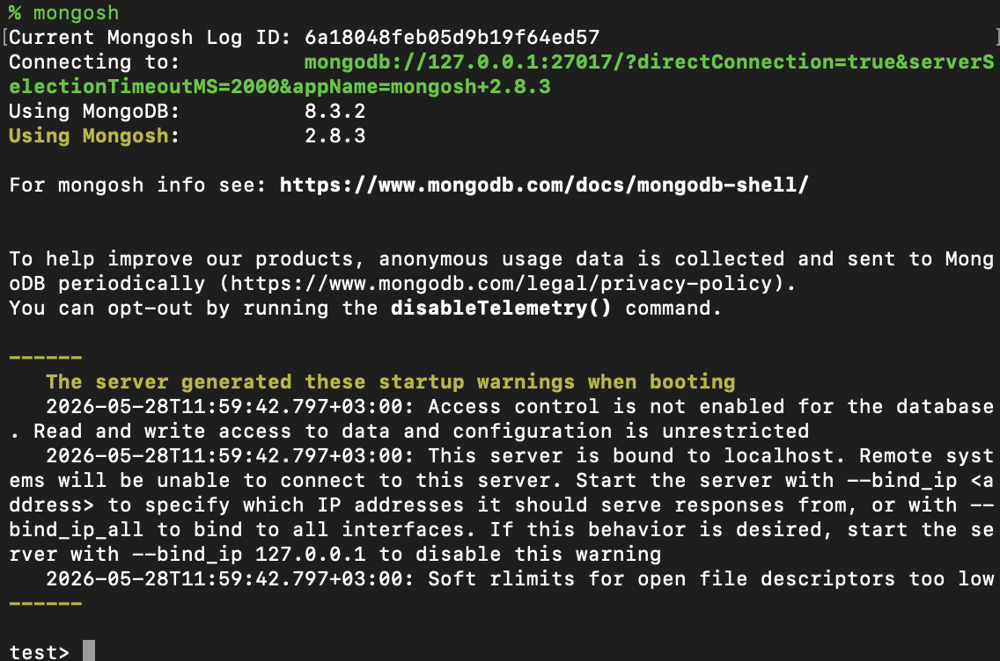 % mongosh
[Current Mongosh Log ID: 6a18048feb05d9b19f64ed57 ]
Connecting to: mongodb://127.0.0.1:27017/?directConnection=true&serverS
electionTimeoutMS=2000&appName=mongosh+2.8.3
Using MongoDB: 8.3.2
Using Mongosh: 2.8.3
For mongosh info see: https://www.mongodb.com/docs/mongodb-shell/
To help improve our products, anonymous usage data is collected and sent to Mong
oDB periodically (https://www.mongodb.com/legal/privacy-policy).
You can opt-out by running the disableTelemetry() command.
------
The server generated these startup warnings when booting
2026-05-28T11:59:42.797+03:00: Access control is not enabled for the database
. Read and write access to data and configuration is unrestricted
2026-05-28T11:59:42.797+03:00: This server is bound to localhost. Remote syst
ems will be unable to connect to this server. Start the server with --bind_ip <a
ddress> to specify which IP addresses it should serve responses from, or with --
bind_ip_all to bind to all interfaces. If this behavior is desired, start the se
rver with --bind_ip 127.0.0.1 to disable this warning
2026-05-28T11:59:42.797+03:00: Soft rlimits for open file descriptors too low
------
test>